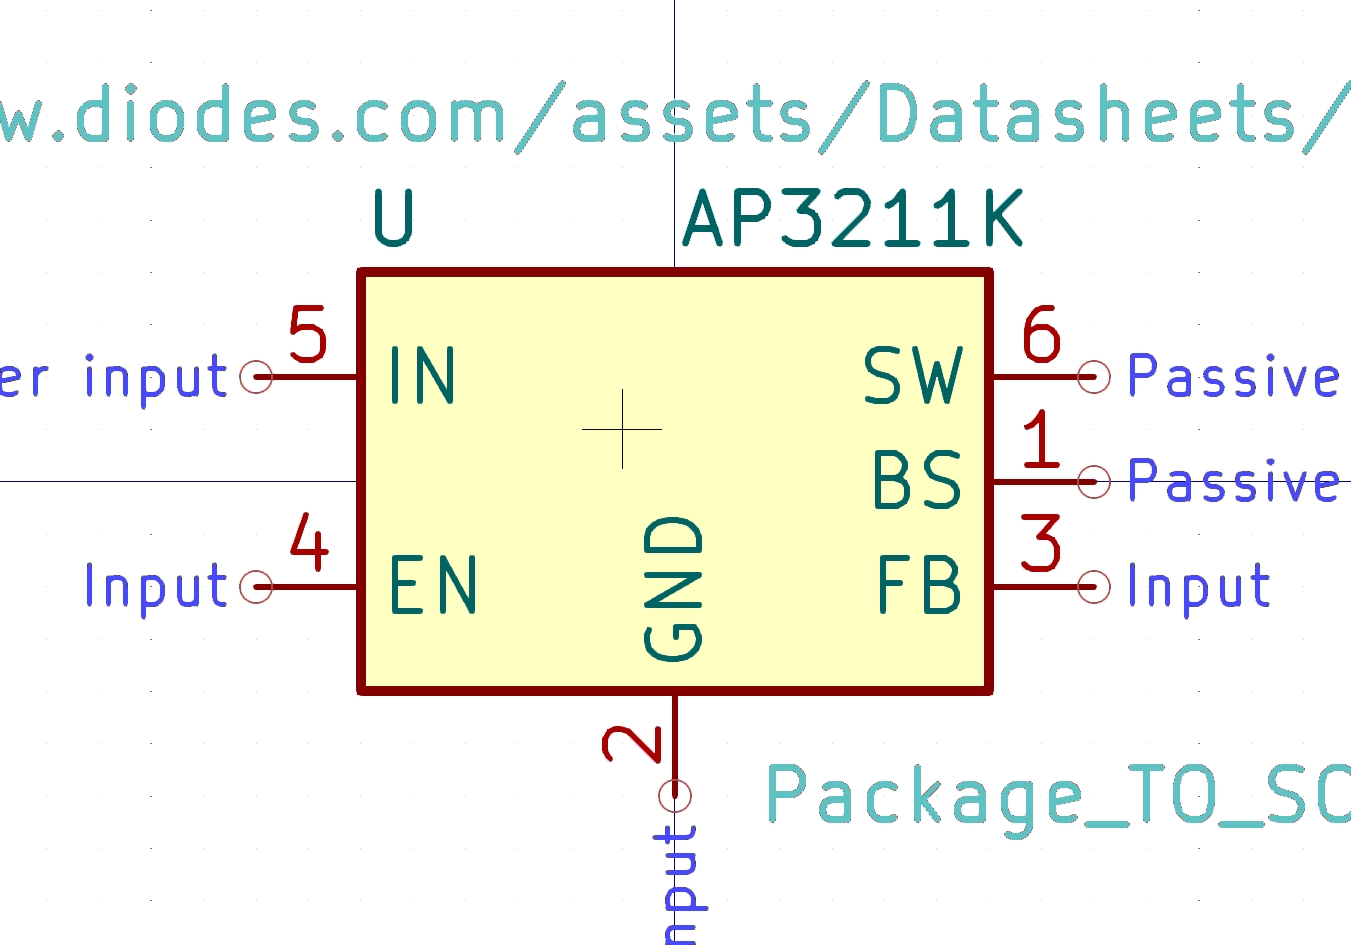 w.diodes.com/assets/Datasheets/
U AP3211K
5 6
er input IN SW Passive
1
BS Passive
4 3
Input EN FB Input
GND
2
Package_TO_SO
nput